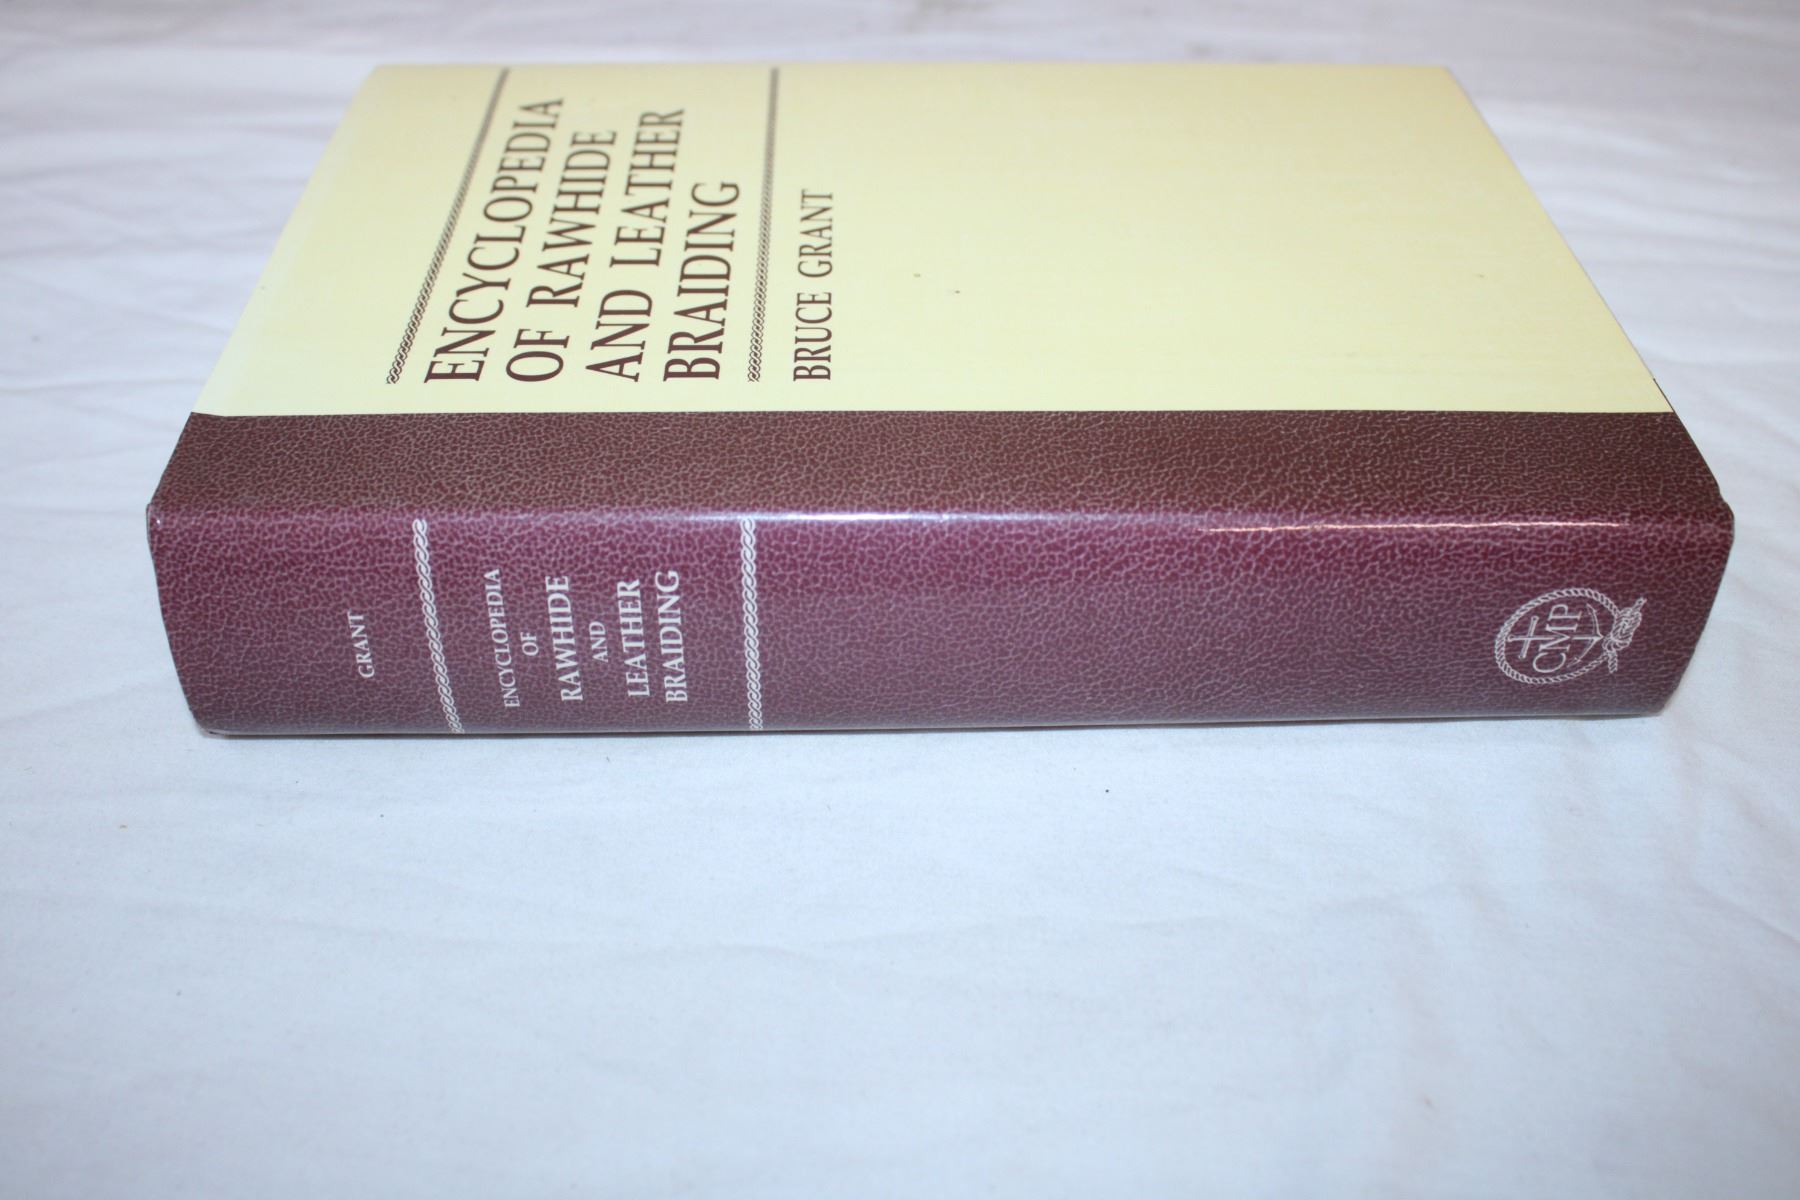 ENCYCLOPEDIA
OF RAWHIDE
AND LEATHER
BRAIDING
BRUCE GRANT
GRANT
ENCYCLOPEDIA
OF
RAWHIDE
AND
LEATHER
BRAIDING
CMP